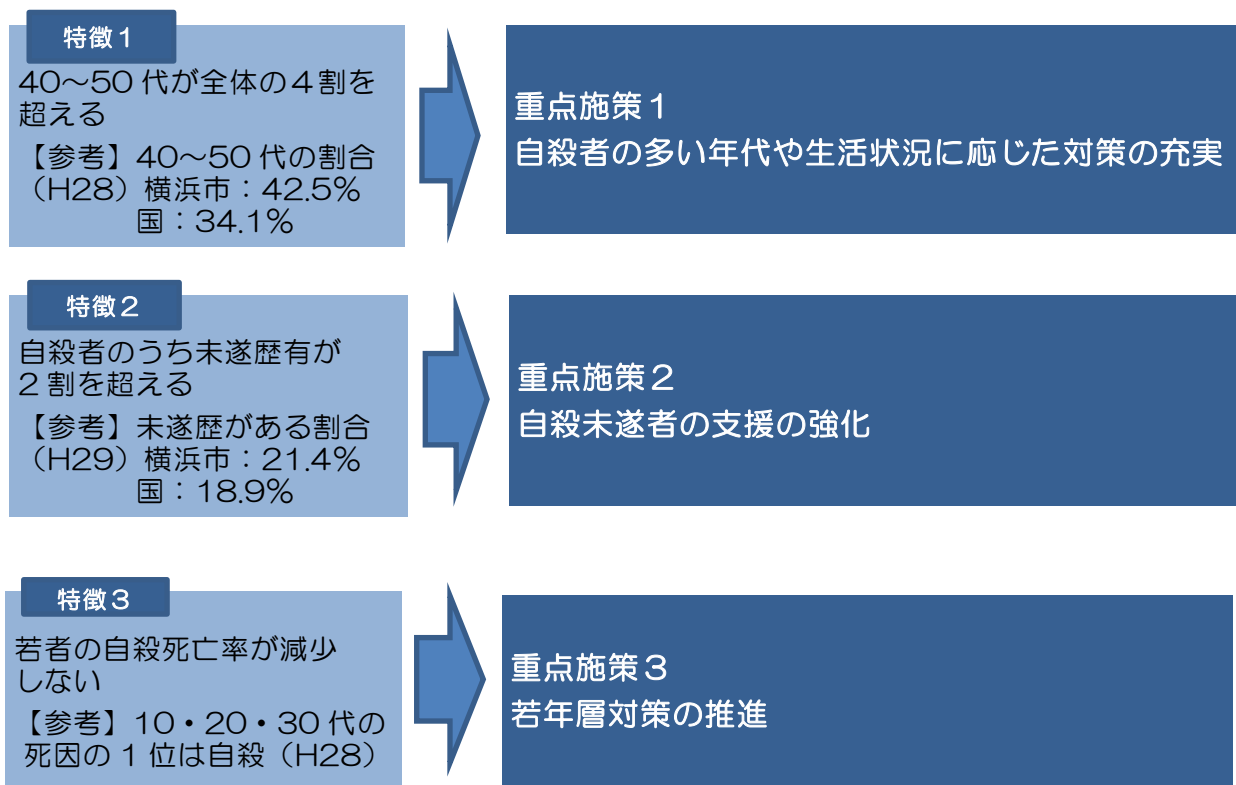 特徴1
40～50代が全体の4割を
超える
【参考】40～50代の割合
（H28）横浜市：42.5%
国：34.1%
重点施策1
自殺者の多い年代や生活状況に応じた対策の充実
特徴2
自殺者のうち未遂歴有が
2割を超える
【参考】未遂歴がある割合
（H29）横浜市：21.4%
国：18.9%
重点施策2
自殺未遂者の支援の強化
特徴3
若者の自殺死亡率が減少
しない
【参考】10・20・30代の
死因の1位は自殺（H28）
重点施策3
若年層対策の推進